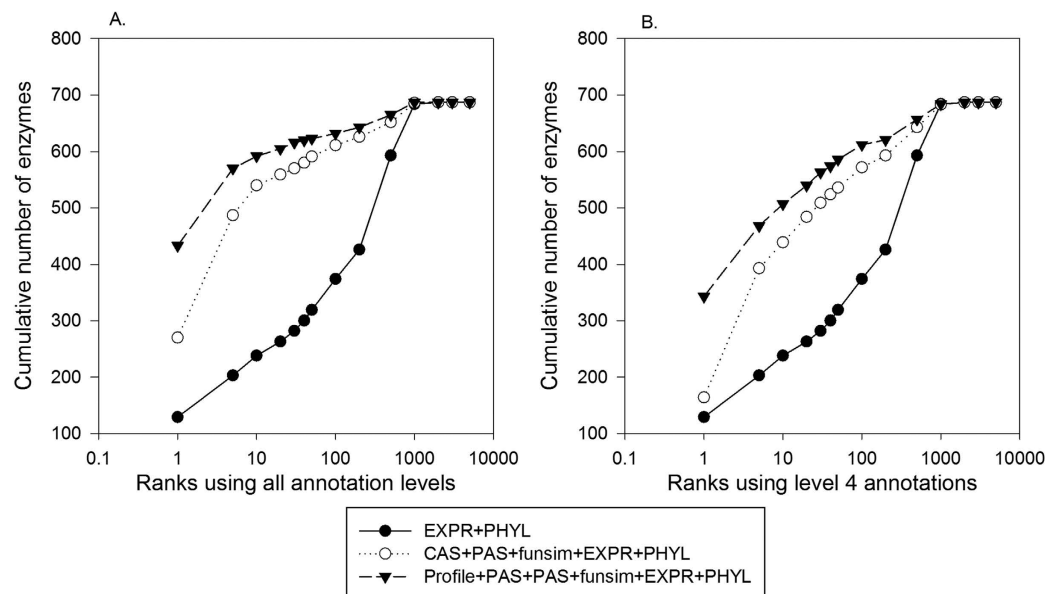 A.
B.
800
700
600
500
400
300
200
100
Cumulative number of enzymes
0.1 1 10 100 1000 10000
Ranks using all annotation levels
800
700
600
500
400
300
200
100
Cumulative number of enzymes
0.1 1 10 100 1000 10000
Ranks using level 4 annotations
EXPR+PHYL
CAS+PAS+funsim+EXPR+PHYL
Profile+PAS+PAS+funsim+EXPR+PHYL